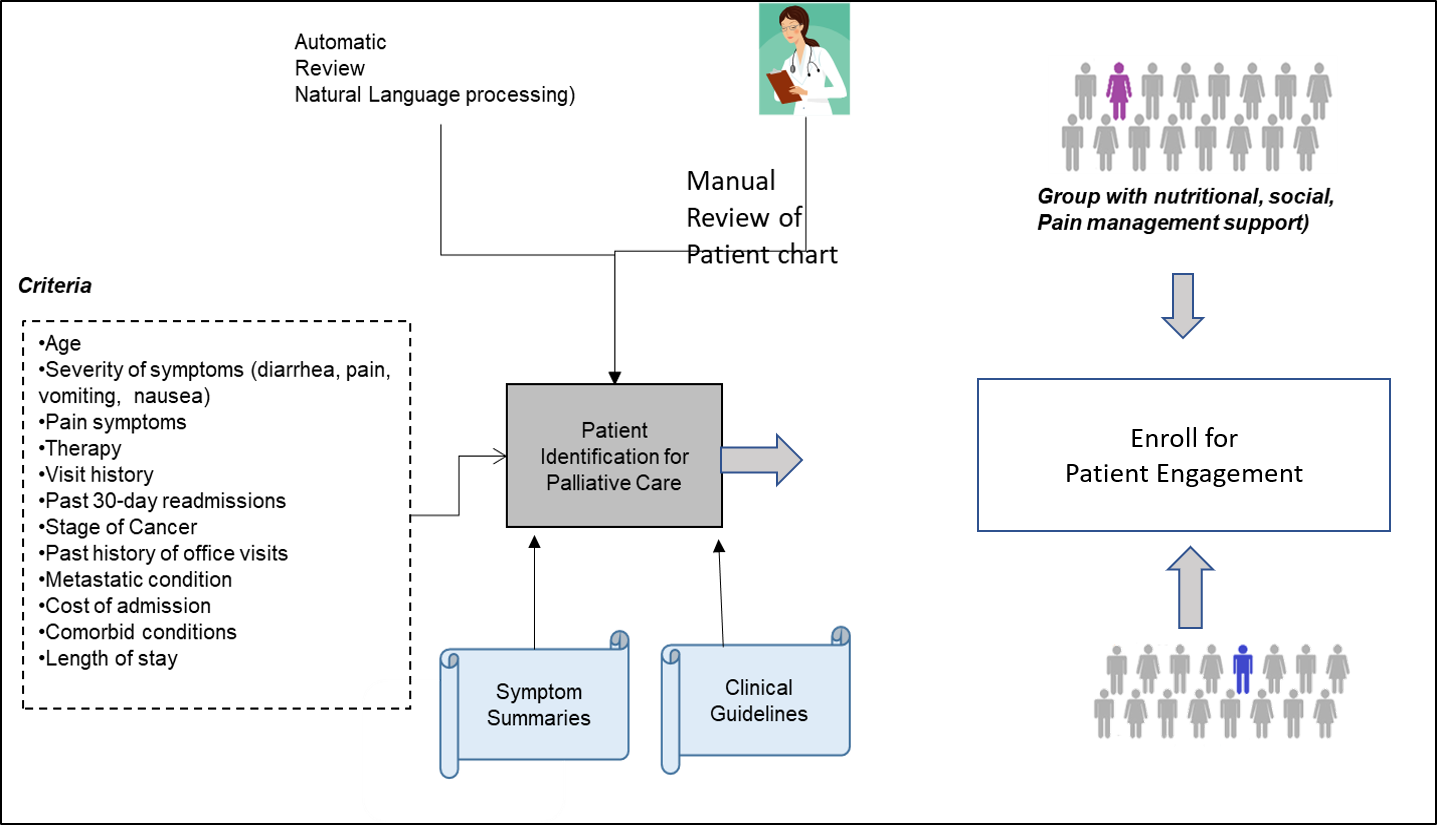 Automatic
Review
Natural Language processing)
Manual
Review of
Patient chart
Group with nutritional, social,
Pain management support)
Criteria
•Age
•Severity of symptoms (diarrhea, pain,
vomiting,  nausea)
•Pain symptoms
•Therapy
•Visit history
•Past 30-day readmissions
•Stage of Cancer
•Past history of office visits
•Metastatic condition
•Cost of admission
•Comorbid conditions
•Length of stay
Patient
Identification for
Palliative Care
Enroll for
Patient Engagement
Symptom
Summaries
Clinical
Guidelines